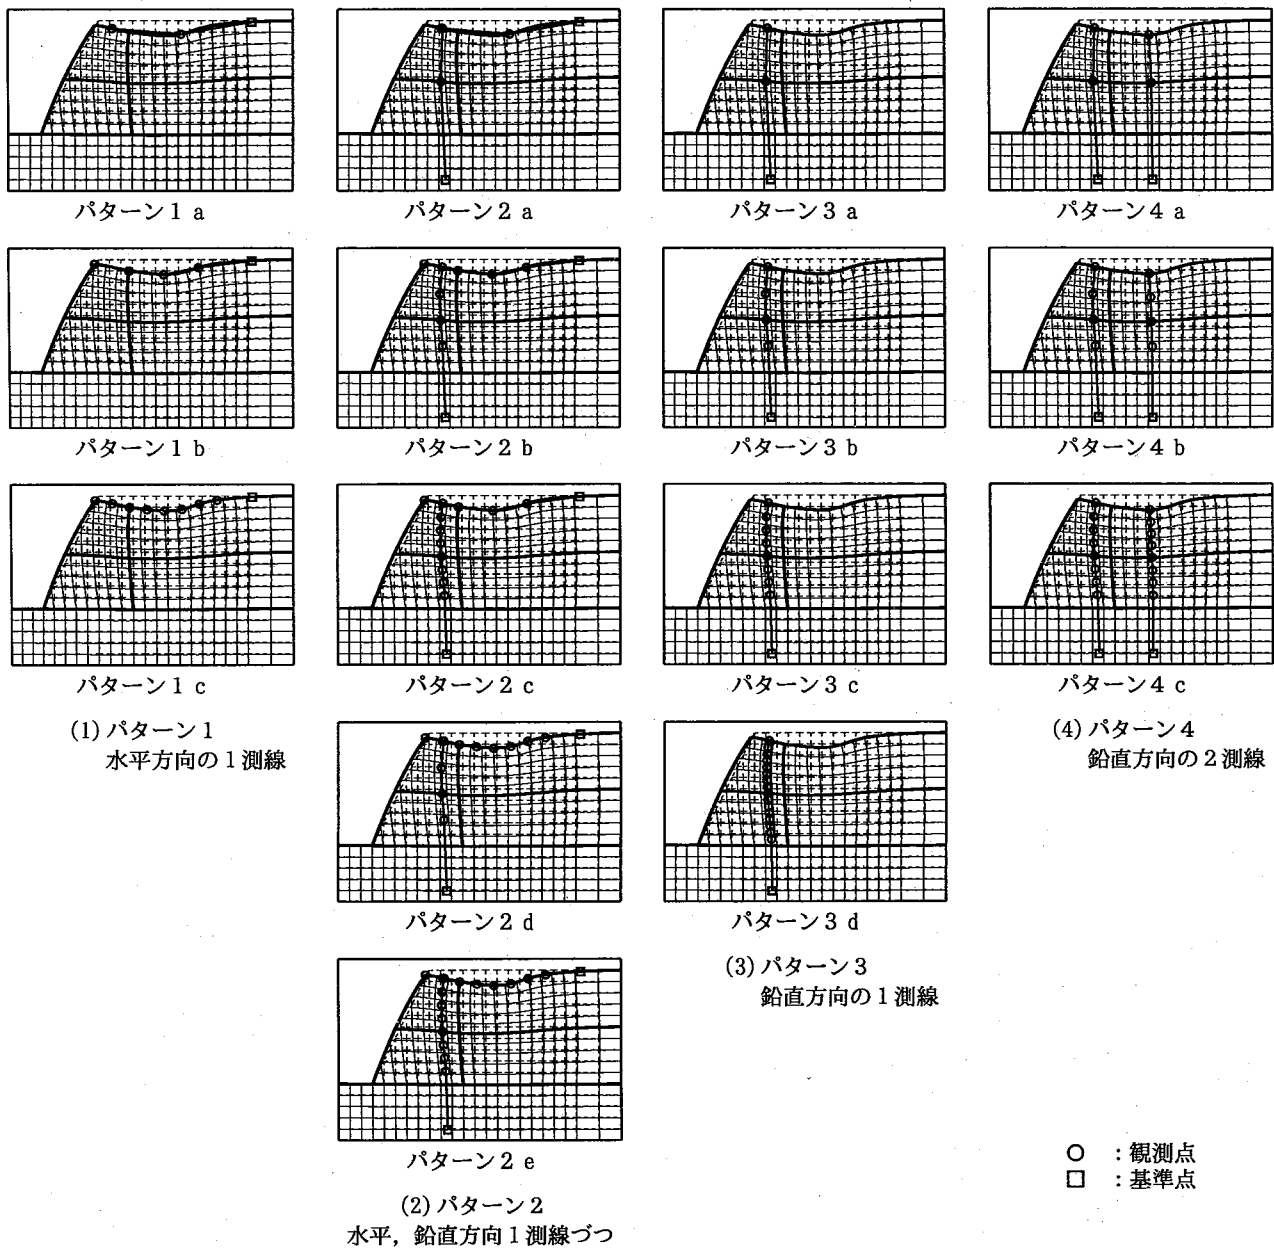 パターン1 a
パターン2 a
パターン3 a
パターン4 a
パターン1 b
パターン2 b
パターン3 b
パターン4 b
パターン1 c
パターン2 c
パターン3 c
パターン4 c
(1) パターン1
水平方向の1測線
パターン2 d
パターン3 d
(4) パターン4
鉛直方向の2測線
(3) パターン3
鉛直方向の1測線
パターン2 e
(2) パターン2
水平, 鉛直方向1測線づつ
○ : 観測点
□ : 基準点